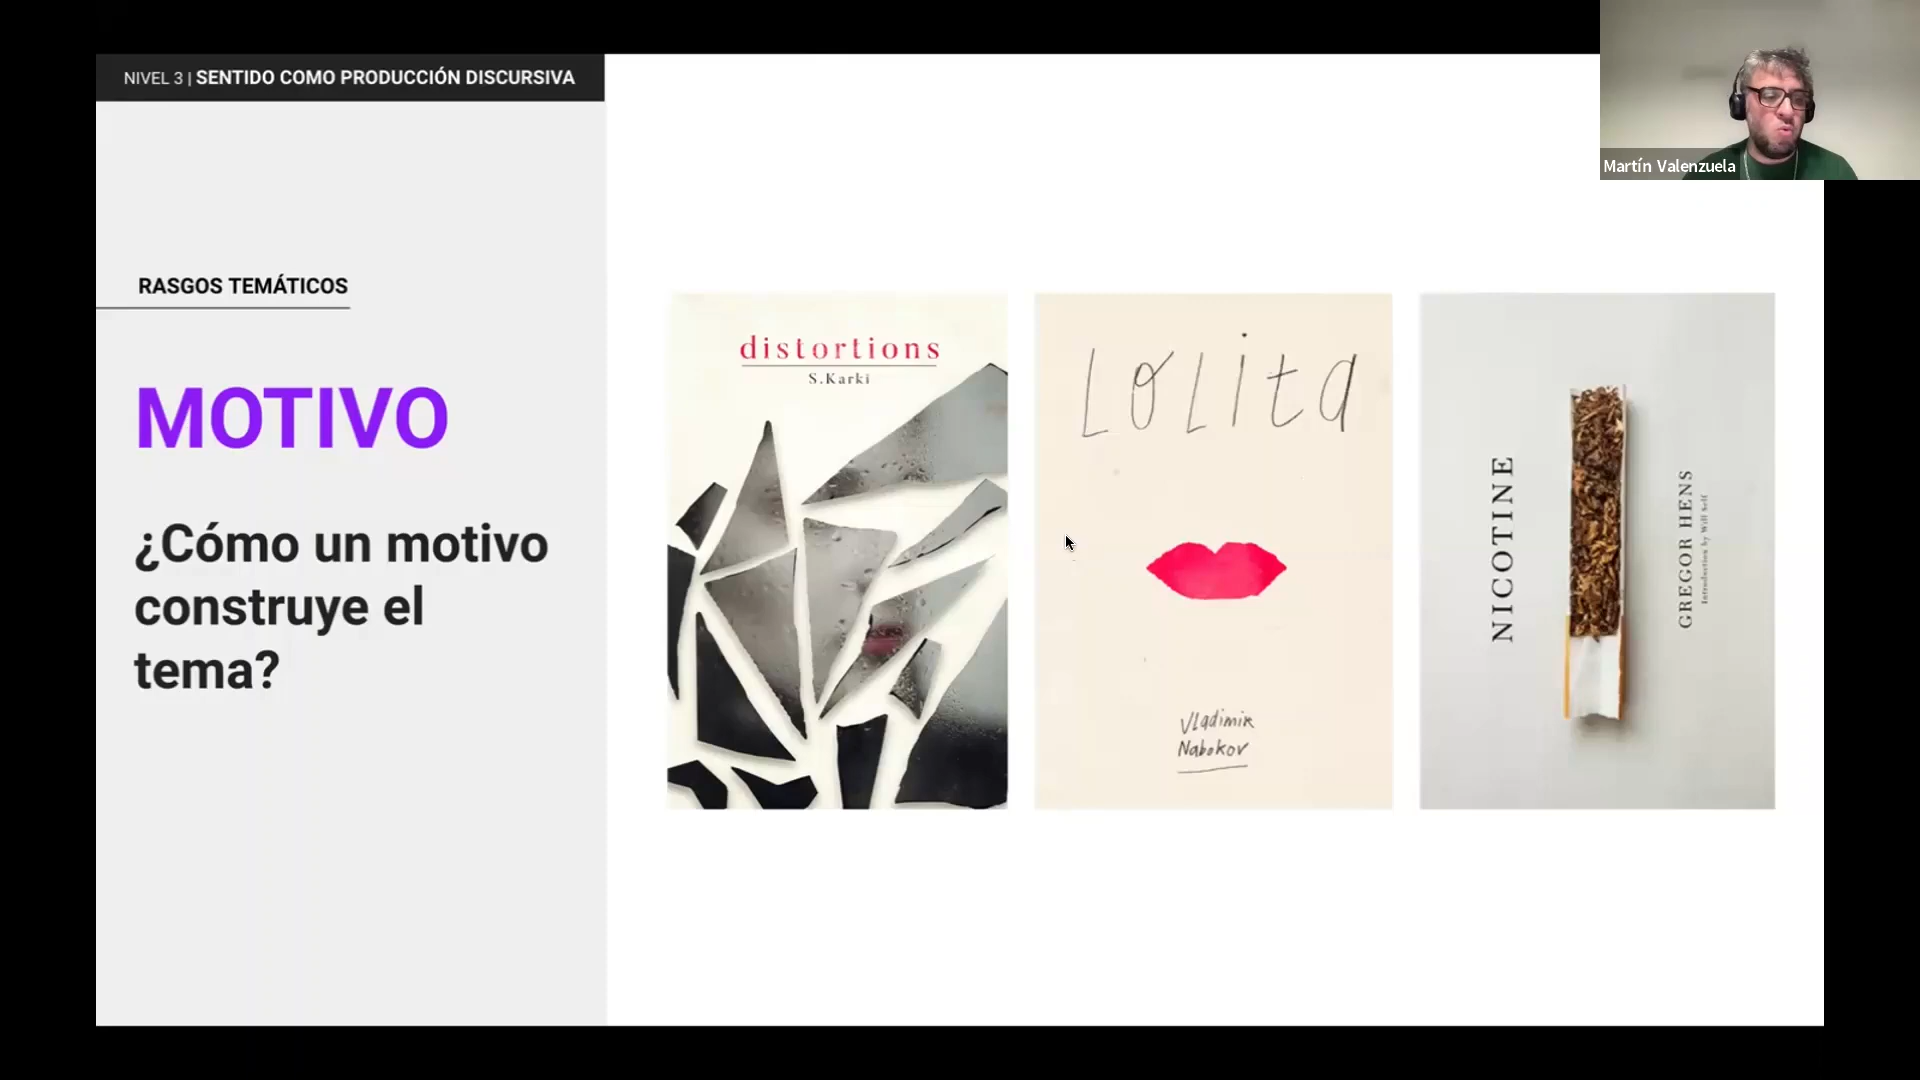 NIVEL 3 | SENTIDO COMO PRODUCCIÓN DISCURSIVA
RASGOS TEMÁTICOS
MOTIVO
¿Cómo un motivo
construye el
tema?
distortions
S.Karki
Lolita
Vladimir
Nabokov
NICOTINE
GREGOR HENS
Introduction by Will Self
Martín Valenzuela